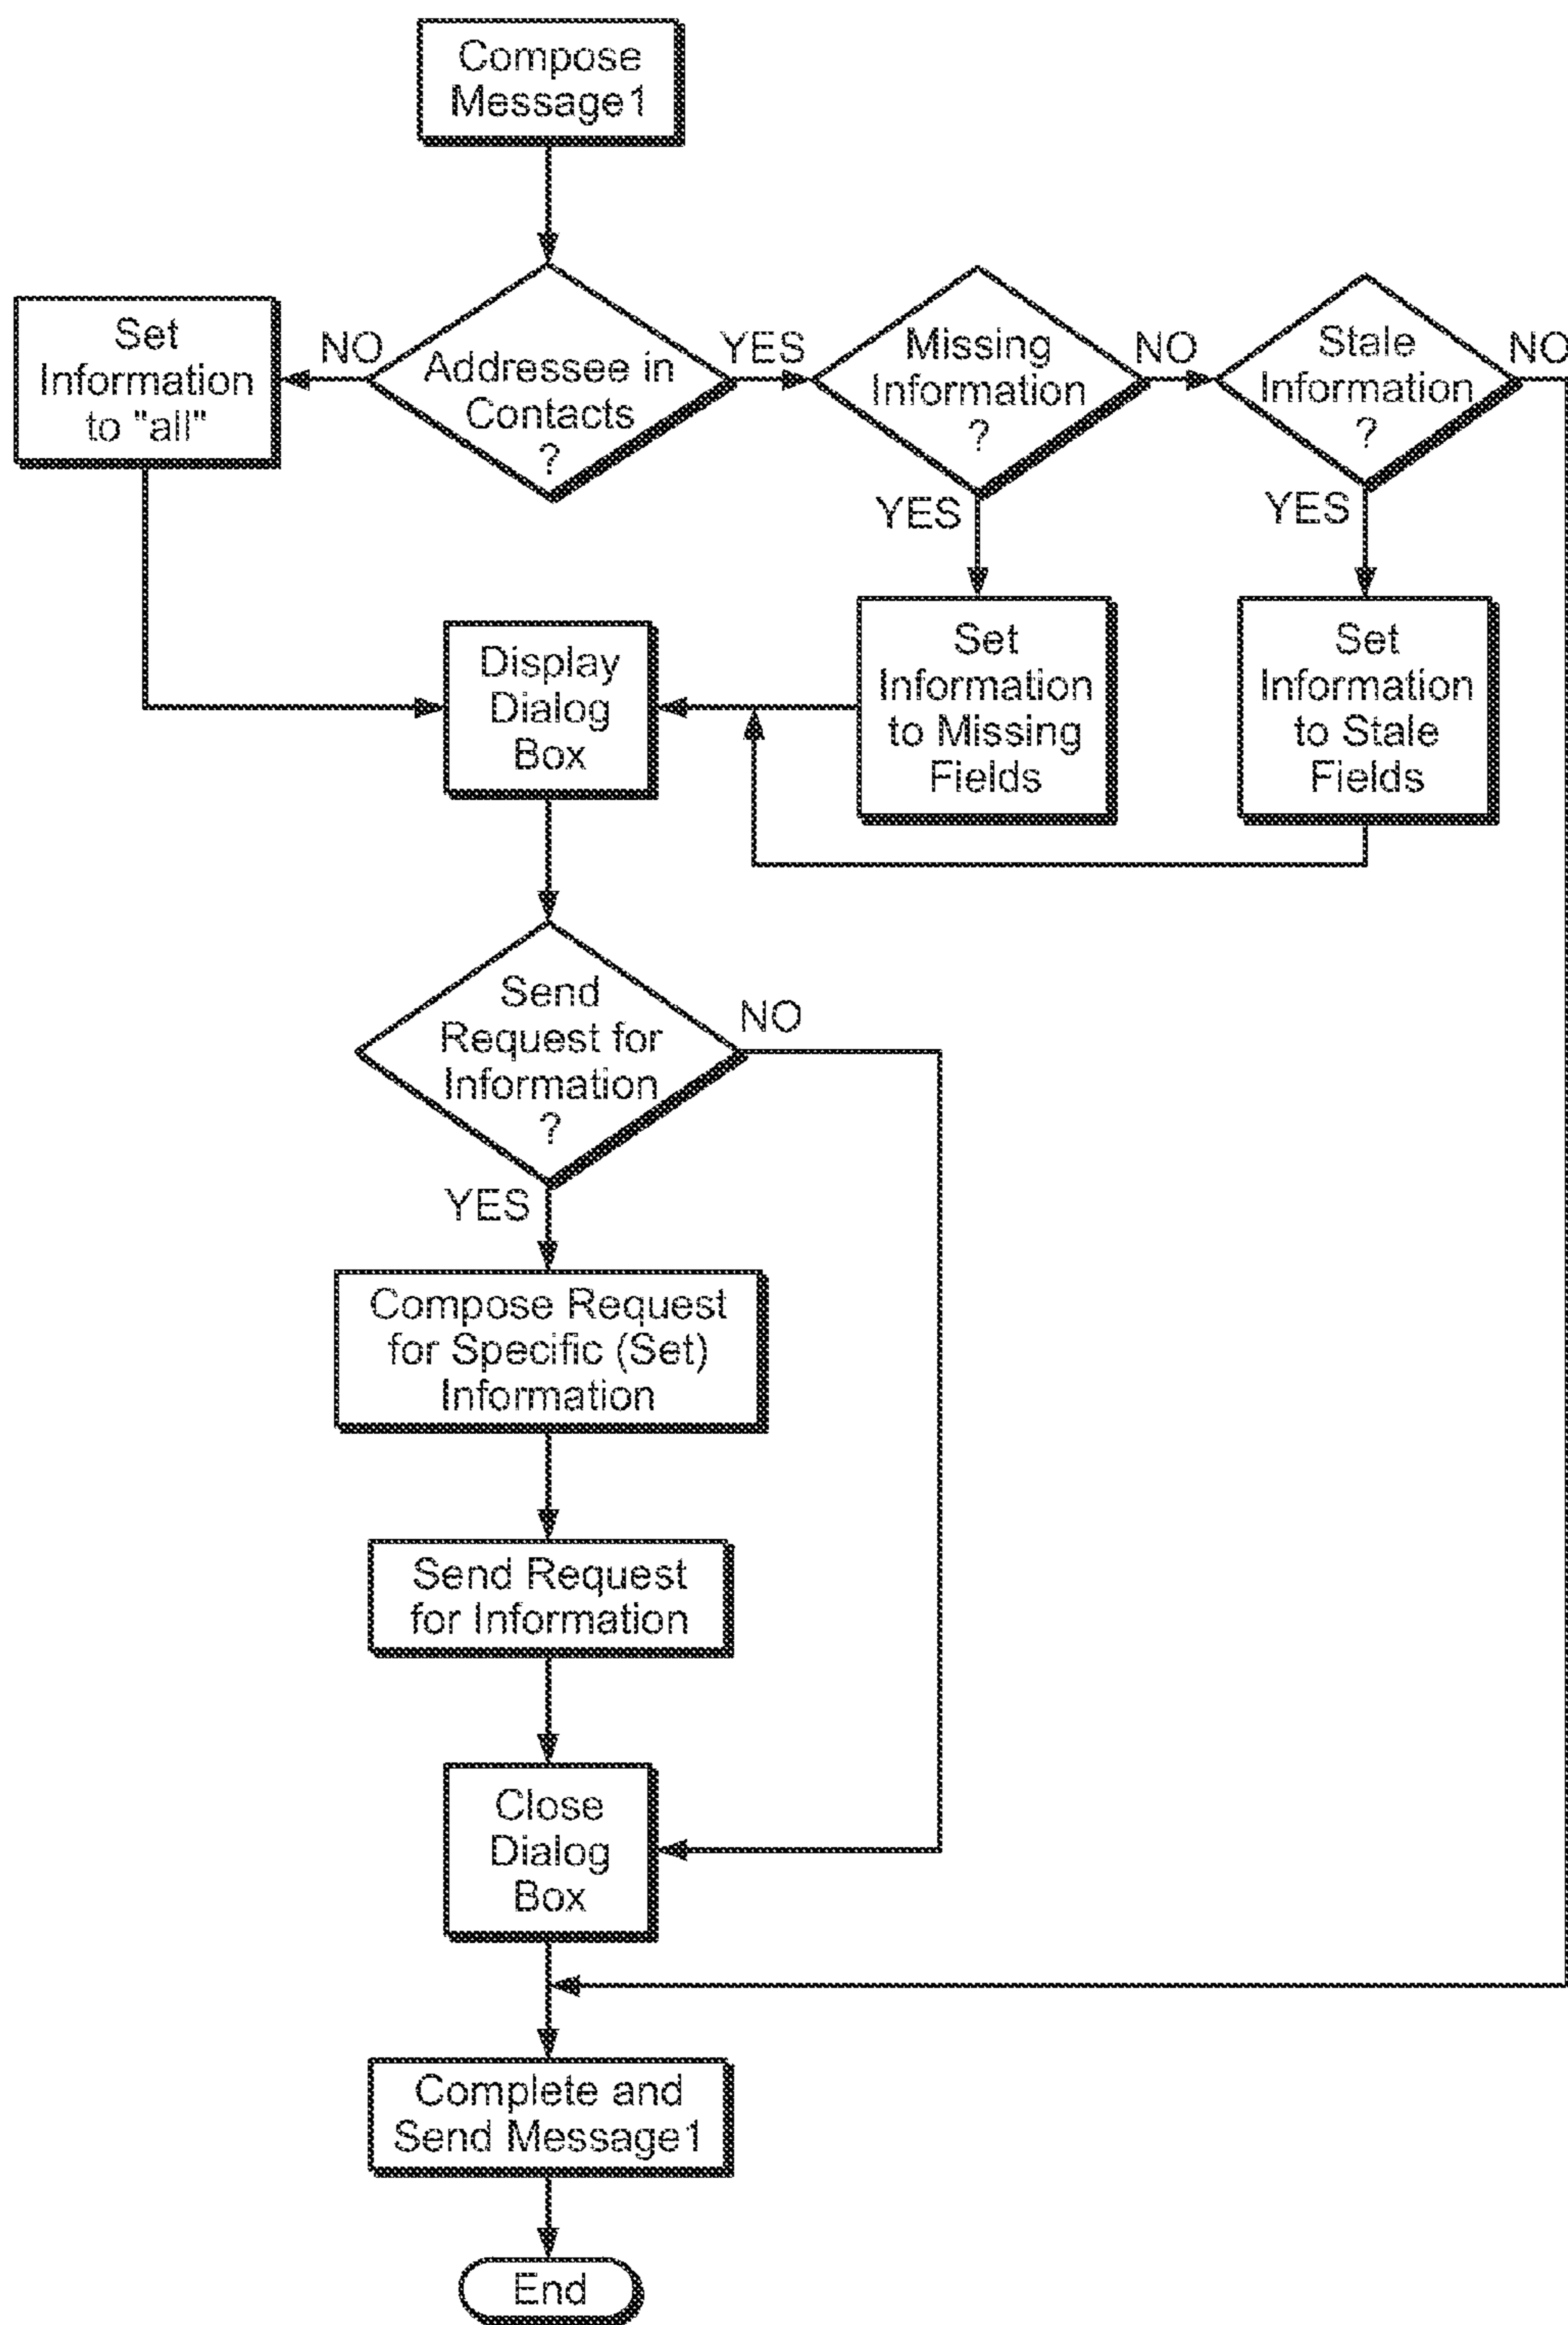 Compose
Message1
Set
Information
to "all"
NO
Addressee in
Contacts
?
YES
Missing
Information
?
NO
Stale
Information
?
NO
YES
YES
Display
Dialog
Box
Set
Information
to Missing
Fields
Set
Information
to Stale
Fields
Send
Request for
Information
?
NO
YES
Compose Request
for Specific (Set)
Information
Send Request
for Information
Close
Dialog
Box
Complete and
Send Message1
End